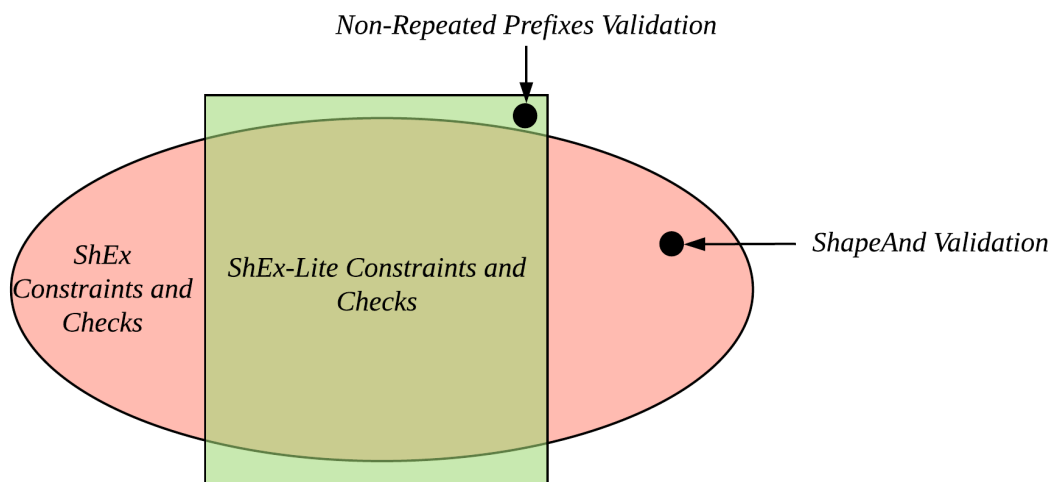 Non-Repeated Prefixes Validation
ShapeAnd Validation
ShEx
Constraints and
Checks
ShEx-Lite Constraints and
Checks